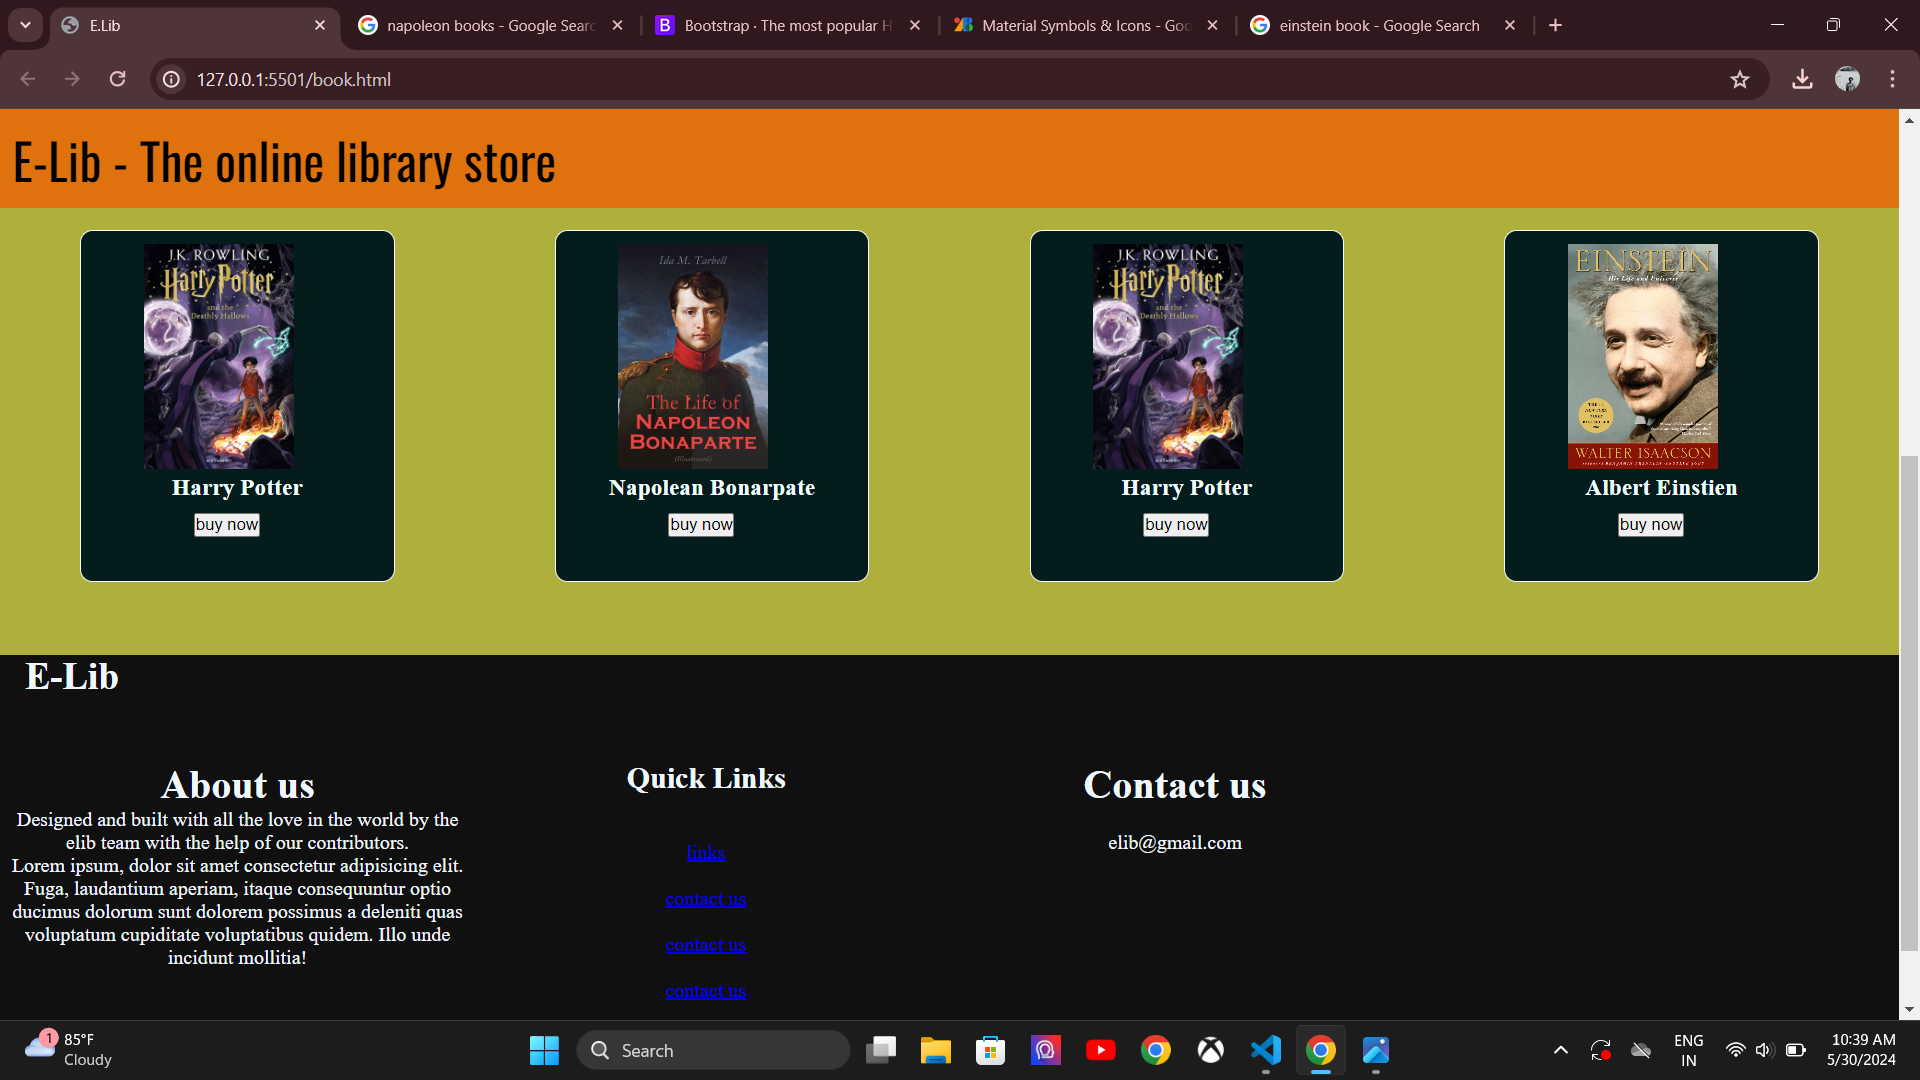 E.Lib
napoleon books - Google Searc
Bootstrap · The most popular H
Material Symbols & Icons - Goo
einstein book - Google Search
127.0.0.1:5501/book.html
E-Lib - The online library store
J.K. ROWLING
Harry Potter
and the
Deathly Hallows
Harry Potter
buy now
Ida M. Tarbell
The Life of
NAPOLEON
BONAPARTE
(Illustrated)
Napolean Bonarpate
buy now
J.K. ROWLING
Harry Potter
and the
Deathly Hallows
Harry Potter
buy now
EINSTEIN
His Life and Universe
WALTER ISAACSON
Albert Einstien
buy now
E-Lib
About us
Designed and built with all the love in the world by the
elib team with the help of our contributors.
Lorem ipsum, dolor sit amet consectetur adipisicing elit.
Fuga, laudantium aperiam, itaque consequuntur optio
ducimus dolorum sunt dolorem possimus a deleniti quas
voluptatum cupiditate voluptatibus quidem. Illo unde
incidunt mollitia!
Quick Links
links
contact us
contact us
contact us
Contact us
elib@gmail.com
1
85°F
Cloudy
Search
ENG
IN
10:39 AM
5/30/2024